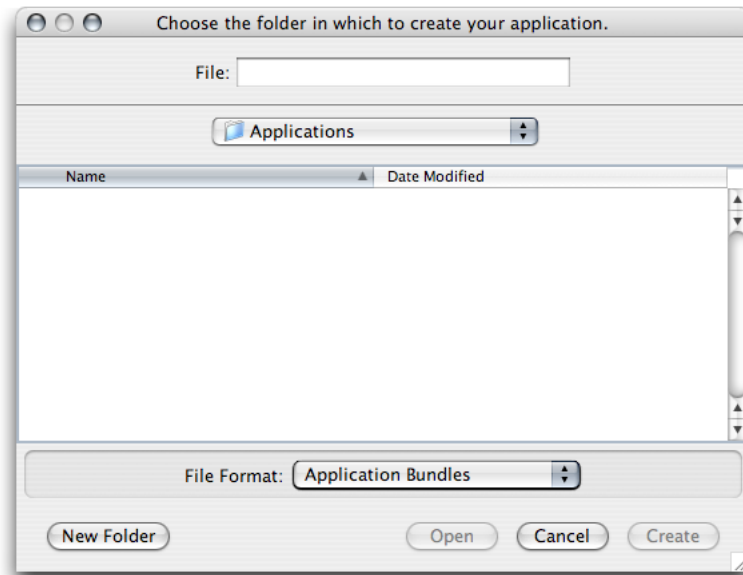 Choose the folder in which to create your application.
File:
Applications
Name Date Modified
File Format: Application Bundles
New Folder Open Cancel Create